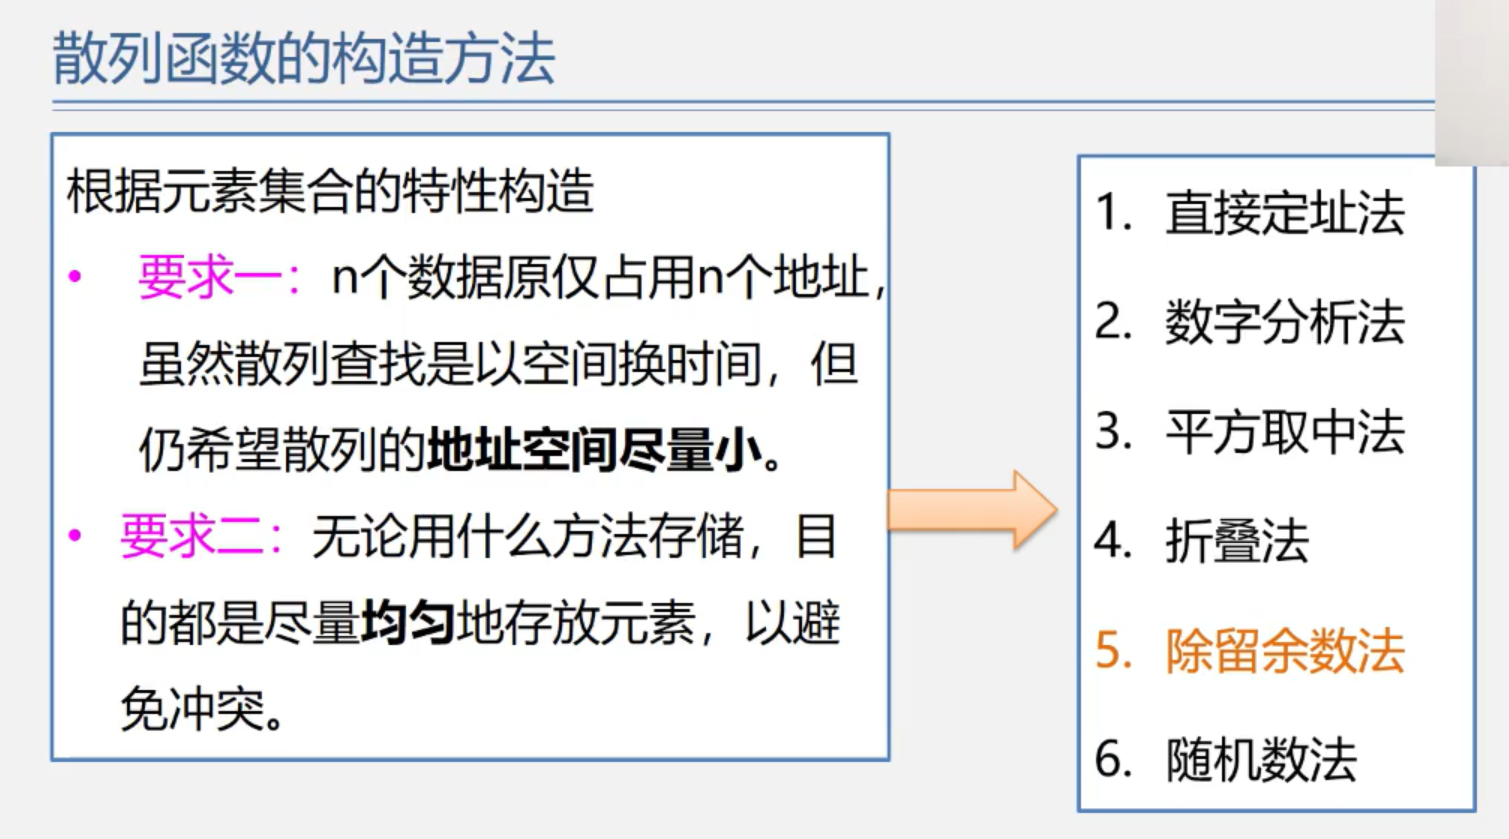 散列函数的构造方法
根据元素集合的特性构造
• 要求一：n个数据原仅占用n个地址，
虽然散列查找是以空间换时间，但
仍希望散列的地址空间尽量小。
• 要求二：无论用什么方法存储，目
的都是尽量均匀地存放元素，以避
免冲突。
1. 直接定址法
2. 数字分析法
3. 平方取中法
4. 折叠法
5. 除留余数法
6. 随机数法